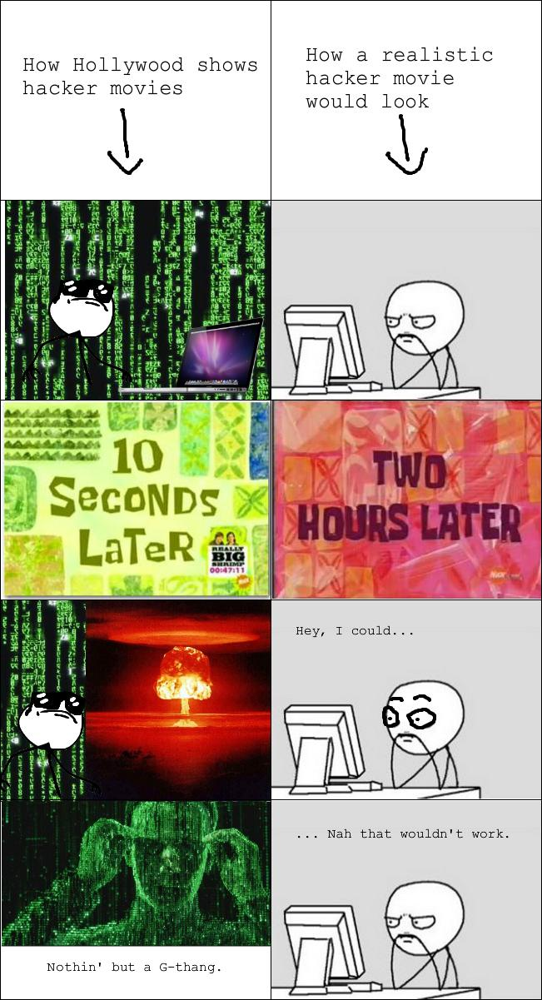 How Hollywood shows
hacker movies
How a realistic
hacker movie
would look
10
SECONDS
LATER
REALLY
BIG
SHRIMP
00:47:11
TWO
HOURS LATER
Hey, I could...
... Nah that wouldn't work.
Nothin' but a G-thang.